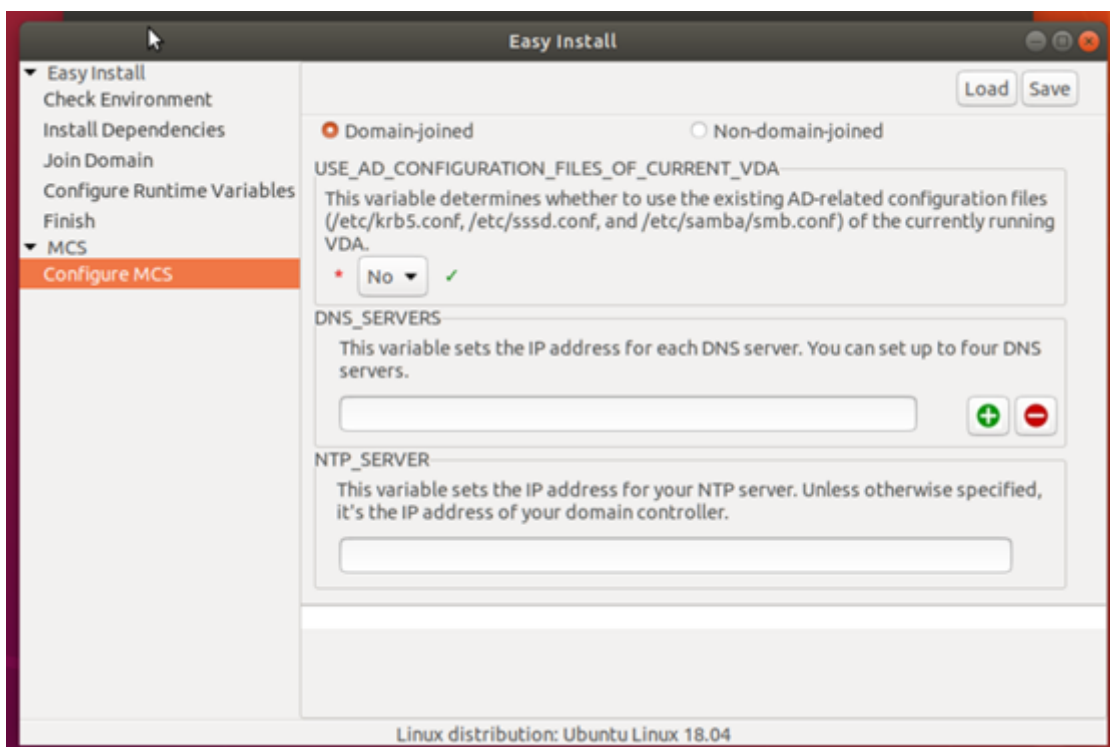 Easy Install
Easy Install
Check Environment
Install Dependencies
Join Domain
Configure Runtime Variables
Finish
MCS
Configure MCS
Load Save
Domain-joined Non-domain-joined
USE_AD_CONFIGURATION_FILES_OF_CURRENT_VDA
This variable determines whether to use the existing AD-related configuration files
(/etc/krb5.conf, /etc/sssd.conf, and /etc/samba/smb.conf) of the currently running
VDA.
* No
DNS_SERVERS
This variable sets the IP address for each DNS server. You can set up to four DNS
servers.
NTP_SERVER
This variable sets the IP address for your NTP server. Unless otherwise specified,
it's the IP address of your domain controller.
Linux distribution: Ubuntu Linux 18.04